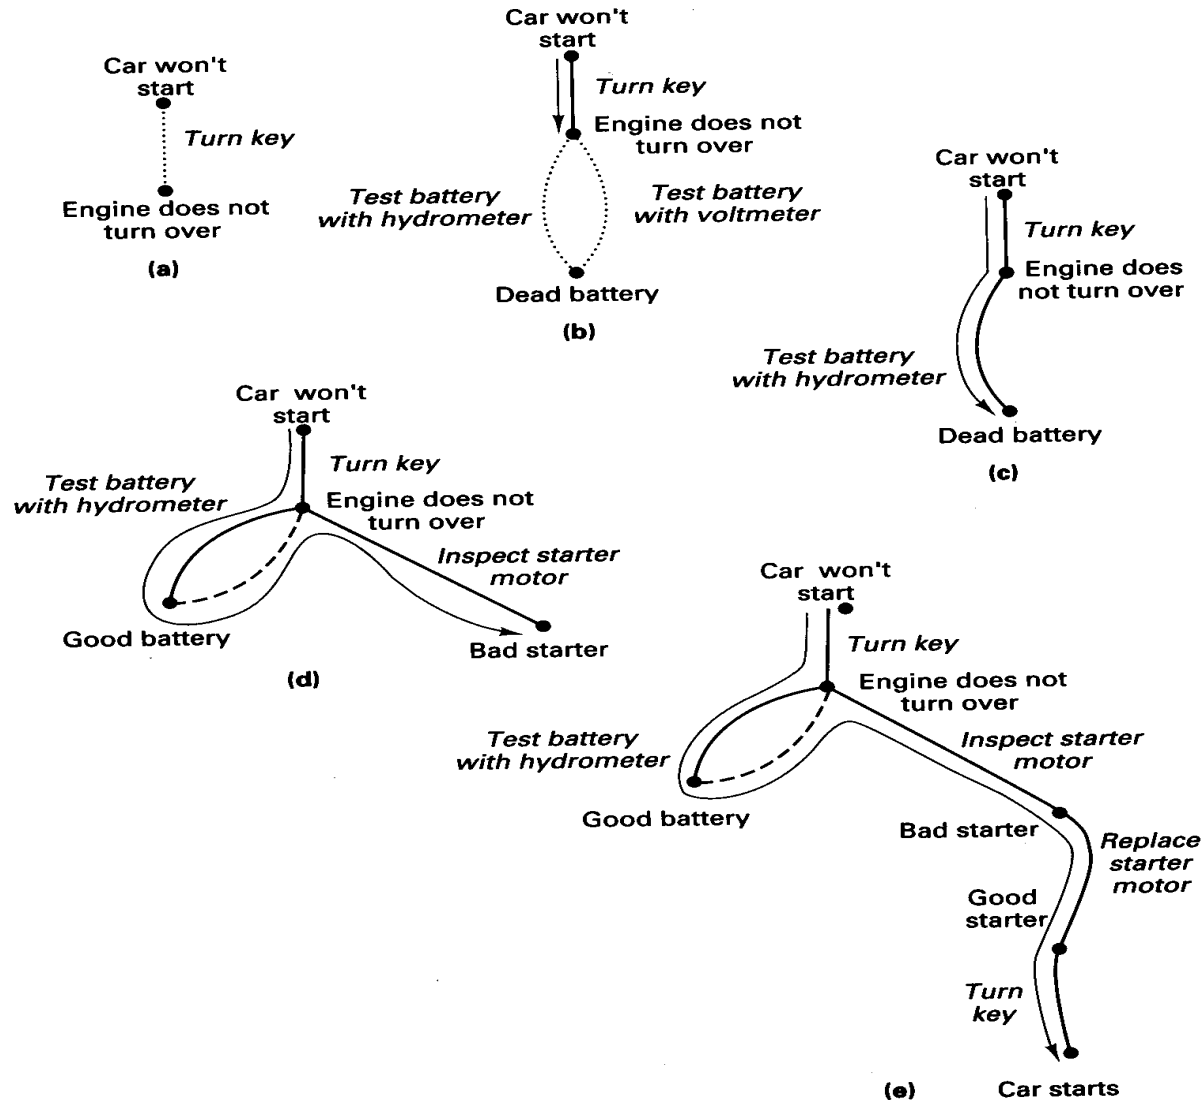 Car won't
start
Turn key
Engine does not
turn over
(a)
Car won't
start
Turn key
Engine does not
turn over
Test battery
with hydrometer
Test battery
with voltmeter
Dead battery
(b)
Car won't
start
Turn key
Engine does
not turn over
Test battery
with hydrometer
Dead battery
(c)
Car won't
start
Turn key
Test battery
with hydrometer
Engine does not
turn over
Inspect starter
motor
Good battery
Bad starter
(d)
Car won't
start
Turn key
Engine does not
turn over
Test battery
with hydrometer
Inspect starter
motor
Good battery
Bad starter
Replace
starter
motor
Good
starter
Turn
key
Car starts
(e)